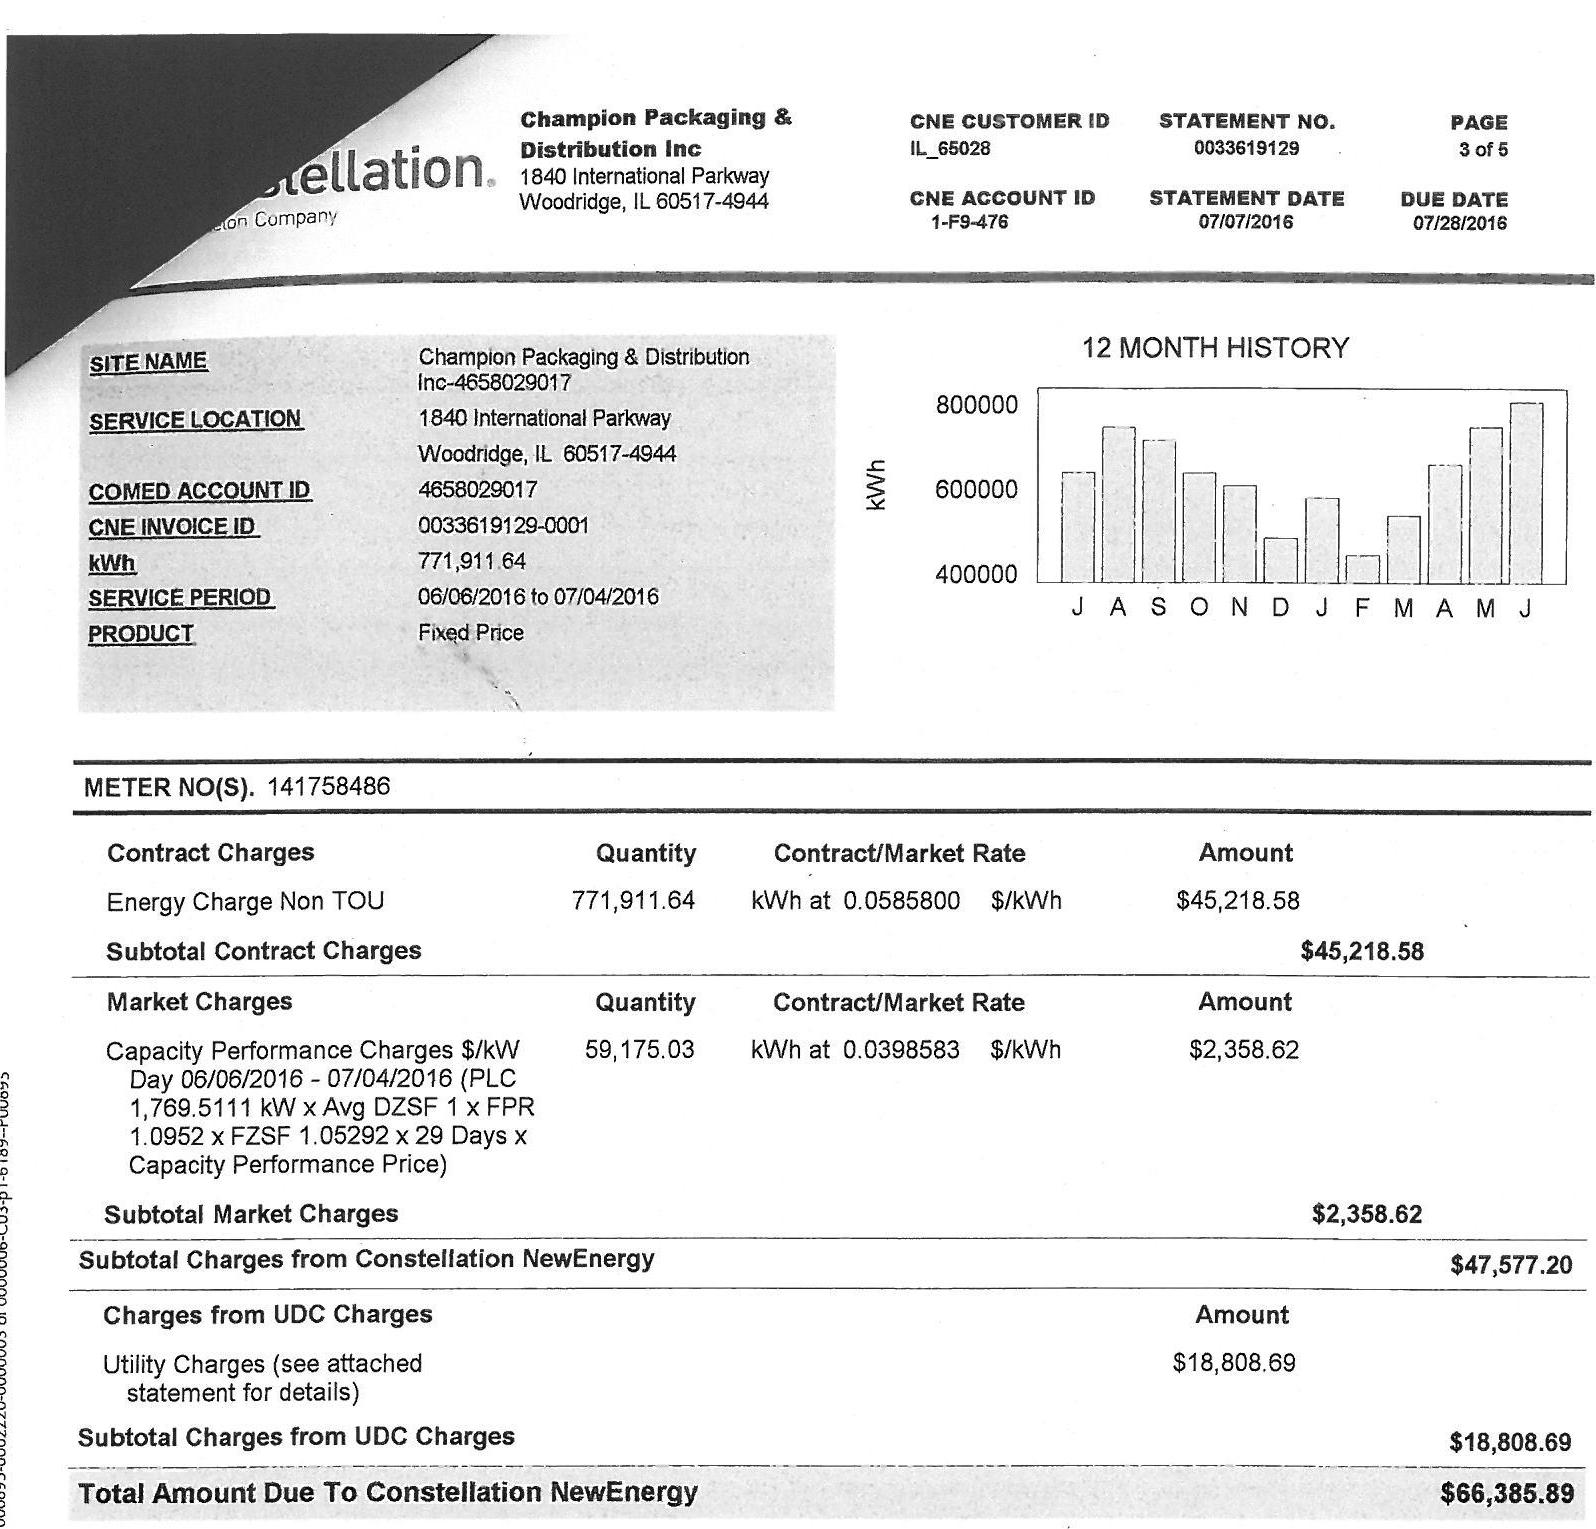 Champion Packaging &
Distribution Inc
1840 International Parkway
Woodridge, IL 60517-4944
CNE CUSTOMER ID STATEMENT NO. PAGE
IL_65028 0033619129 3 of 5
CNE ACCOUNT ID STATEMENT DATE DUE DATE
1-F9-476 07/07/2016 07/28/2016
tellation.
Company
SITE NAME Champion Packaging & Distribution
Inc-4658029017
SERVICE LOCATION 1840 International Parkway
Woodridge, IL 60517-4944
COMED ACCOUNT ID 4658029017
CNE INVOICE ID 0033619129-0001
kWh 771,911.64
SERVICE PERIOD 06/06/2016 to 07/04/2016
PRODUCT Fixed Price
12 MONTH HISTORY
800000
600000
400000
kWh
J A S O N D J F M A M J
METER NO(S). 141758486
Contract Charges Quantity Contract/Market Rate Amount
Energy Charge Non TOU 771,911.64 kWh at 0.0585800 $/kWh $45,218.58
Subtotal Contract Charges $45,218.58
Market Charges Quantity Contract/Market Rate Amount
Capacity Performance Charges $/kW 59,175.03 kWh at 0.0398583 $/kWh $2,358.62
Day 06/06/2016 - 07/04/2016 (PLC
1,769.5111 kW x Avg DZSF 1 x FPR
1.0952 x FZSF 1.05292 x 29 Days x
Capacity Performance Price)
Subtotal Market Charges $2,358.62
Subtotal Charges from Constellation NewEnergy $47,577.20
Charges from UDC Charges Amount
Utility Charges (see attached $18,808.69
statement for details)
Subtotal Charges from UDC Charges $18,808.69
Total Amount Due To Constellation NewEnergy $66,385.89